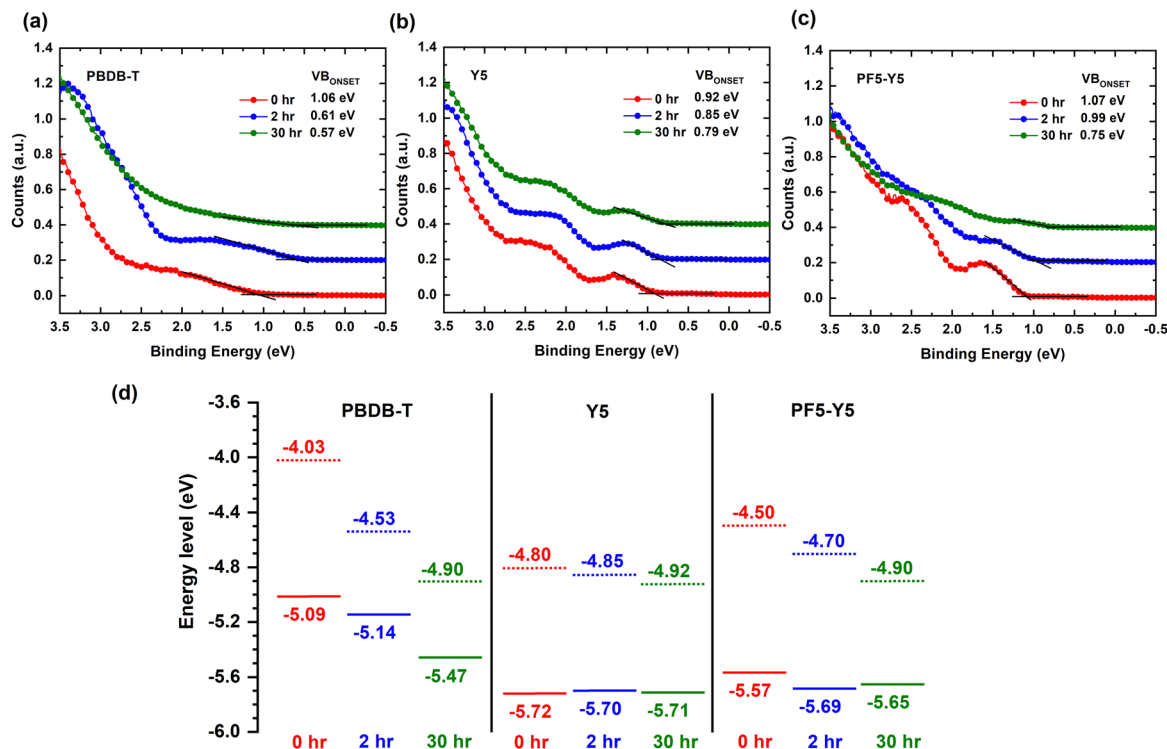 (a)
PBDB-T
VB_ONSET
0 hr 1.06 eV
2 hr 0.61 eV
30 hr 0.57 eV
1.4
1.2
1.0
0.8
0.6
0.4
0.2
0.0
Counts (a.u.)
3.5 3.0 2.5 2.0 1.5 1.0 0.5 0.0 -0.5
Binding Energy (eV)
(b)
Y5
VB_ONSET
0 hr 0.92 eV
2 hr 0.85 eV
30 hr 0.79 eV
1.4
1.2
1.0
0.8
0.6
0.4
0.2
0.0
Counts (a.u.)
3.5 3.0 2.5 2.0 1.5 1.0 0.5 0.0 -0.5
Binding Energy (eV)
(c)
PF5-Y5
VB_ONSET
0 hr 1.07 eV
2 hr 0.99 eV
30 hr 0.75 eV
1.4
1.2
1.0
0.8
0.6
0.4
0.2
0.0
Counts (a.u.)
3.5 3.0 2.5 2.0 1.5 1.0 0.5 0.0 -0.5
Binding Energy (eV)
(d)
-3.6
-4.0
-4.4
-4.8
-5.2
-5.6
-6.0
Energy level (eV)
PBDB-T
-4.03
-4.53
-4.90
-5.09
-5.14
-5.47
0 hr 2 hr 30 hr
Y5
-4.80
-4.85
-4.92
-5.72
-5.70
-5.71
0 hr 2 hr 30 hr
PF5-Y5
-4.50
-4.70
-4.90
-5.57
-5.69
-5.65
0 hr 2 hr 30 hr